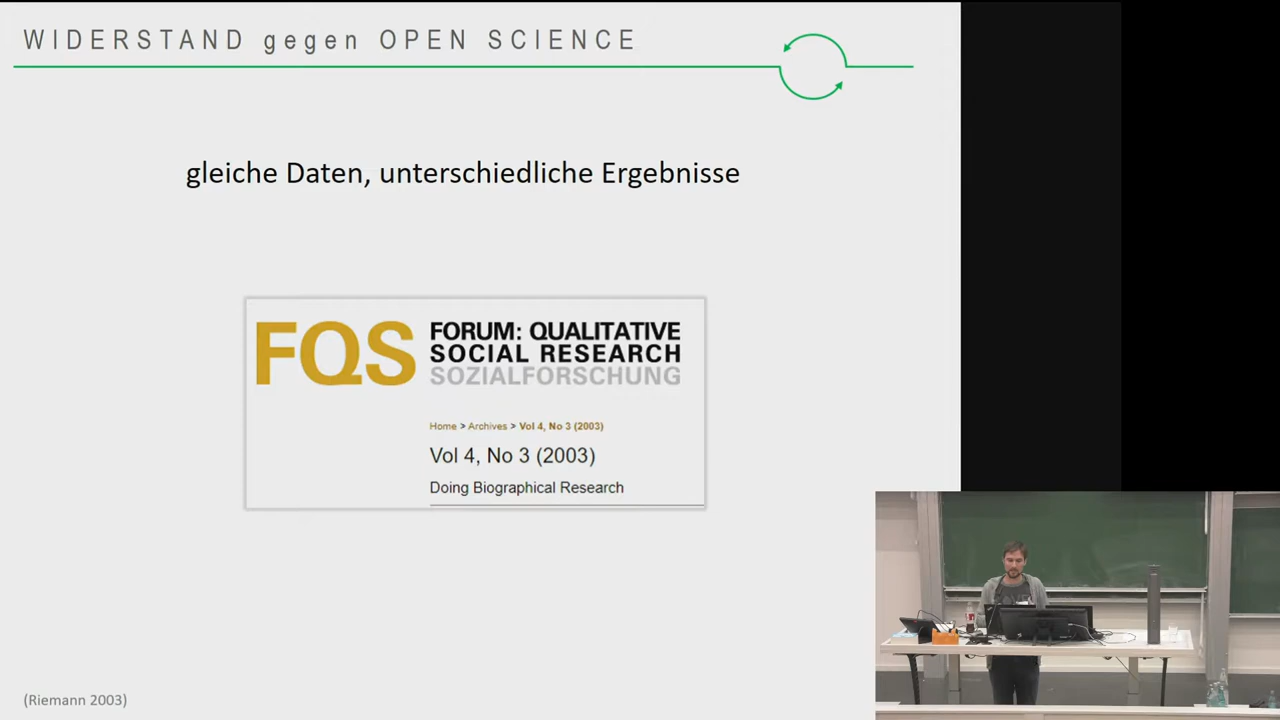 WIDERSTAND gegen OPEN SCIENCE
gleiche Daten, unterschiedliche Ergebnisse
FQS
FORUM: QUALITATIVE
SOCIAL RESEARCH
SOZIALFORSCHUNG
Home > Archives > Vol 4, No 3 (2003)
Vol 4, No 3 (2003)
Doing Biographical Research
(Riemann 2003)